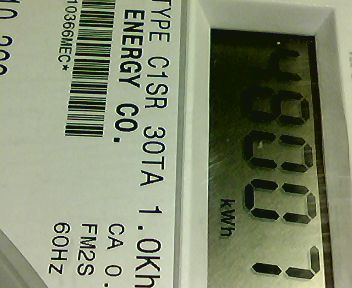 48007
kWh
TYPE C1SR 30TA 1.0Kh
ENERGY CO.
CA 0.
FM2S
10366MEC*
60HZ